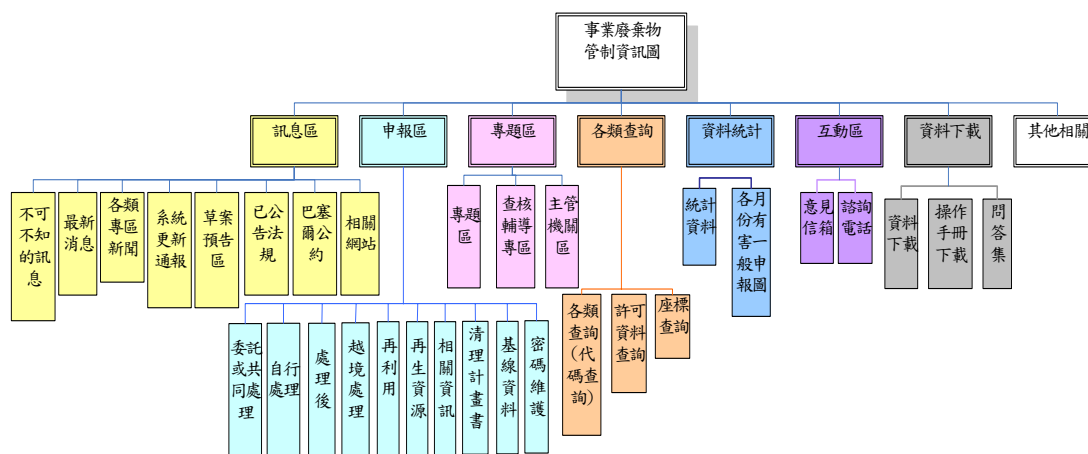 事業廢棄物
管制資訊圖
訊息區
申報區
專題區
各類查詢
資料統計
互動區
資料下載
其他相關
不可
不知
的訊
息
最新
消息
各類
專區
新聞
系統
更新
通報
草案
預告
區
已公
告法
規
巴塞
爾公
約
相關
網站
專題
區
查核
輔導
專區
主管
機關
區
統計
資料
各月
份有
害一
般申
報圖
意見
信箱
諮詢
電話
資料
下載
操作
手冊
下載
問
答
集
委託
或共
同處
理
自行
處理
處
理
後
越
境
處
理
再
利
用
再
生
資
源
相
關
資
訊
清
理
計
畫
書
基
線
資
料
密
碼
維
護
各類
查詢
(代
碼查
詢)
許可
資料
查詢
座標
查詢